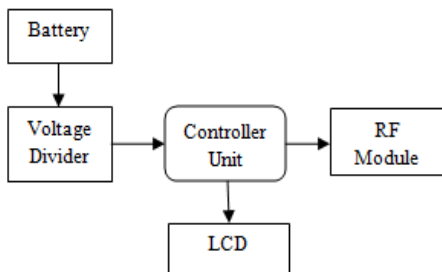 Battery
Voltage
Divider
Controller
Unit
RF
Module
LCD